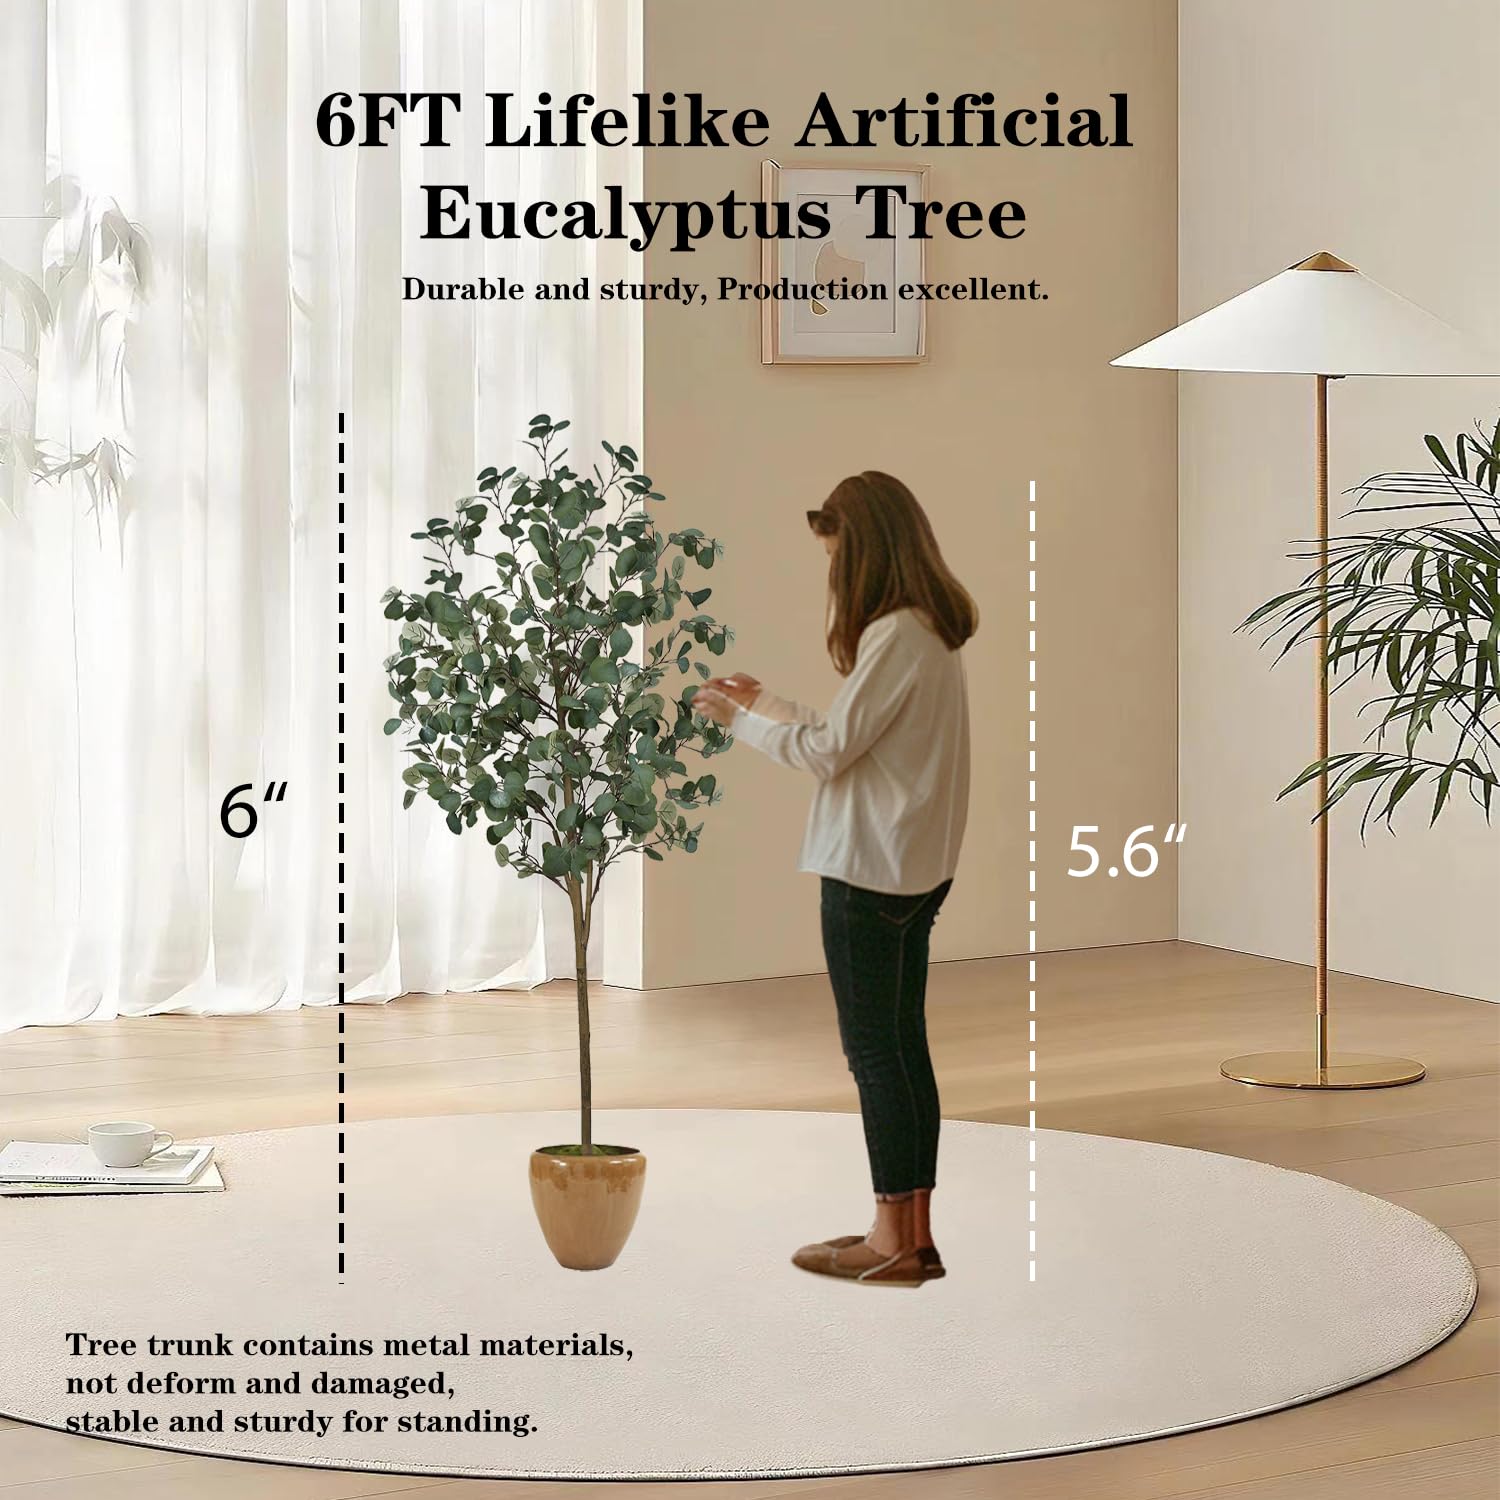 6FT Lifelike Artificial
Eucalyptus Tree
Durable and sturdy, Production excellent.
6“
5.6“
Tree trunk contains metal materials,
not deform and damaged,
stable and sturdy for standing.